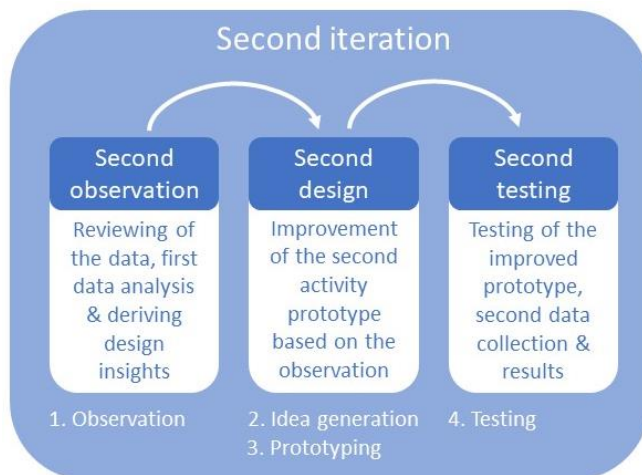 Second iteration
Second
observation
Reviewing of
the data, first
data analysis
& deriving
design
insights
1. Observation
Second
design
Improvement
of the second
activity
prototype
based on the
observation
2. Idea generation
3. Prototyping
Second
testing
Testing of the
improved
prototype,
second data
collection &
results
4. Testing